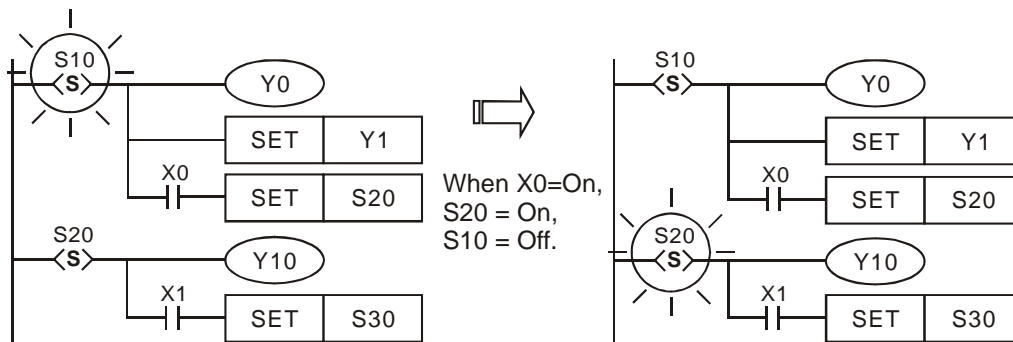 S10
S
Y0
SET Y1
X0
SET S20
S20
S
Y10
X1
SET S30
When X0=On,
S20 = On,
S10 = Off.
S10
S
Y0
SET Y1
X0
SET S20
S20
S
Y10
X1
SET S30